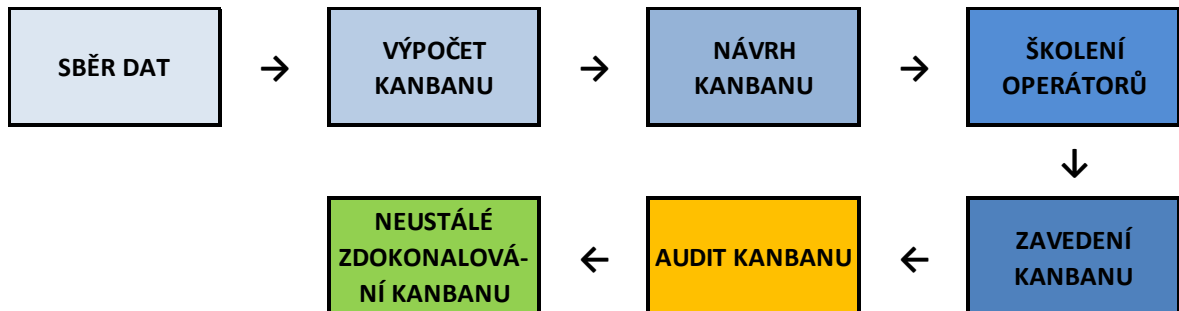 SBĚR DAT
→
VÝPOČET
KANBANU
→
NÁVRH
KANBANU
→
ŠKOLENÍ
OPERÁTORŮ
↓
ZAVEDENÍ
KANBANU
←
AUDIT KANBANU
←
NEUSTÁLÉ
ZDOKONALOVÁ-
NÍ KANBANU